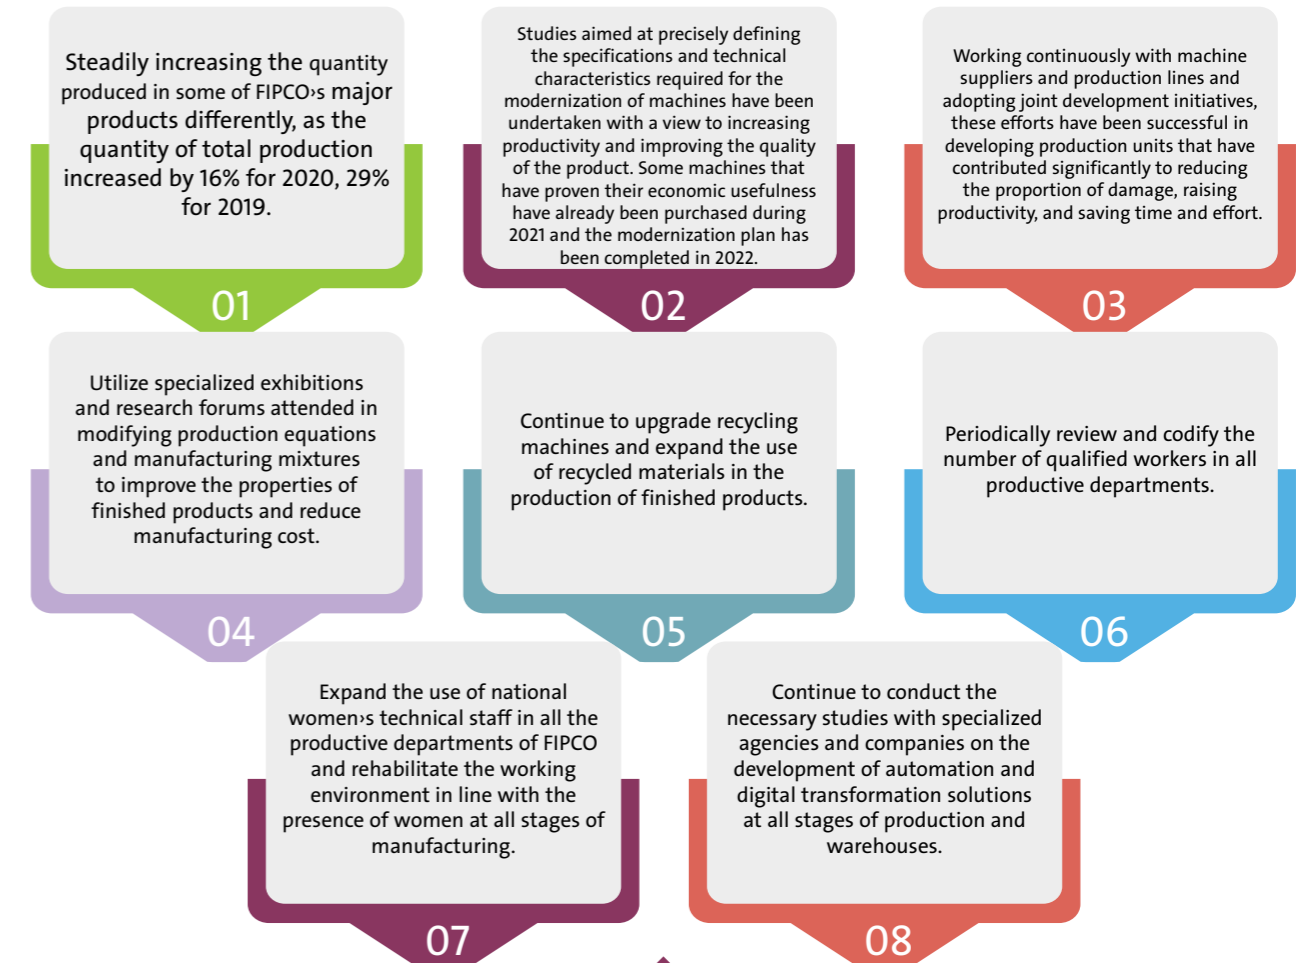 Steadily increasing the quantity
produced in some of FIPCO›s major
products differently, as the
quantity of total production
increased by 16% for 2020, 29%
for 2019.
01
Studies aimed at precisely defining
the specifications and technical
characteristics required for the
modernization of machines have been
undertaken with a view to increasing
productivity and improving the quality
of the product. Some machines that
have proven their economic usefulness
have already been purchased during
2021 and the modernization plan has
been completed in 2022.
02
Working continuously with machine
suppliers and production lines and
adopting joint development initiatives,
these efforts have been successful in
developing production units that have
contributed significantly to reducing
the proportion of damage, raising
productivity, and saving time and effort.
03
Utilize specialized exhibitions
and research forums attended in
modifying production equations
and manufacturing mixtures
to improve the properties of
finished products and reduce
manufacturing cost.
04
Continue to upgrade recycling
machines and expand the use
of recycled materials in the
production of finished products.
05
Periodically review and codify the
number of qualified workers in all
productive departments.
06
Expand the use of national
women›s technical staff in all the
productive departments of FIPCO
and rehabilitate the working
environment in line with the
presence of women at all stages of
manufacturing.
07
Continue to conduct the
necessary studies with specialized
agencies and companies on the
development of automation and
digital transformation solutions
at all stages of production and
warehouses.
08